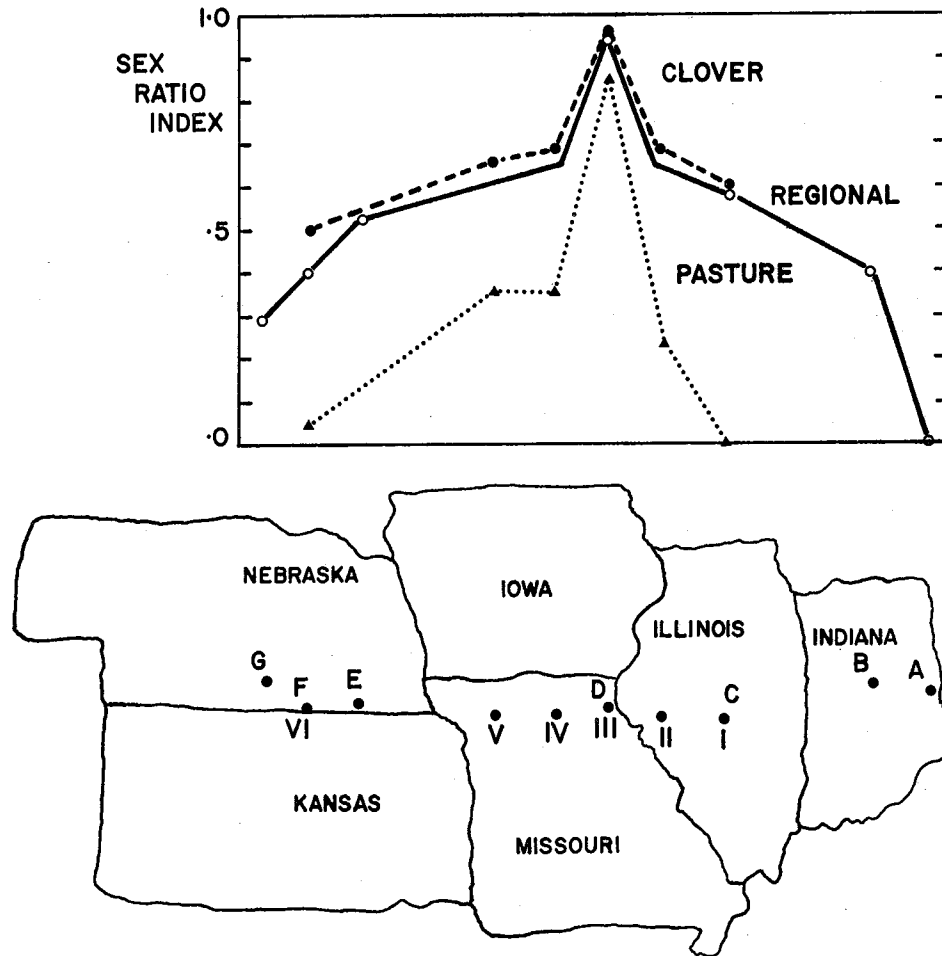 1.0
SEX
RATIO
INDEX
CLOVER
.5
REGIONAL
PASTURE
.0
NEBRASKA
IOWA
ILLINOIS
INDIANA
G
F
E
D
C
B
A
VI
V
IV
III
II
I
KANSAS
MISSOURI